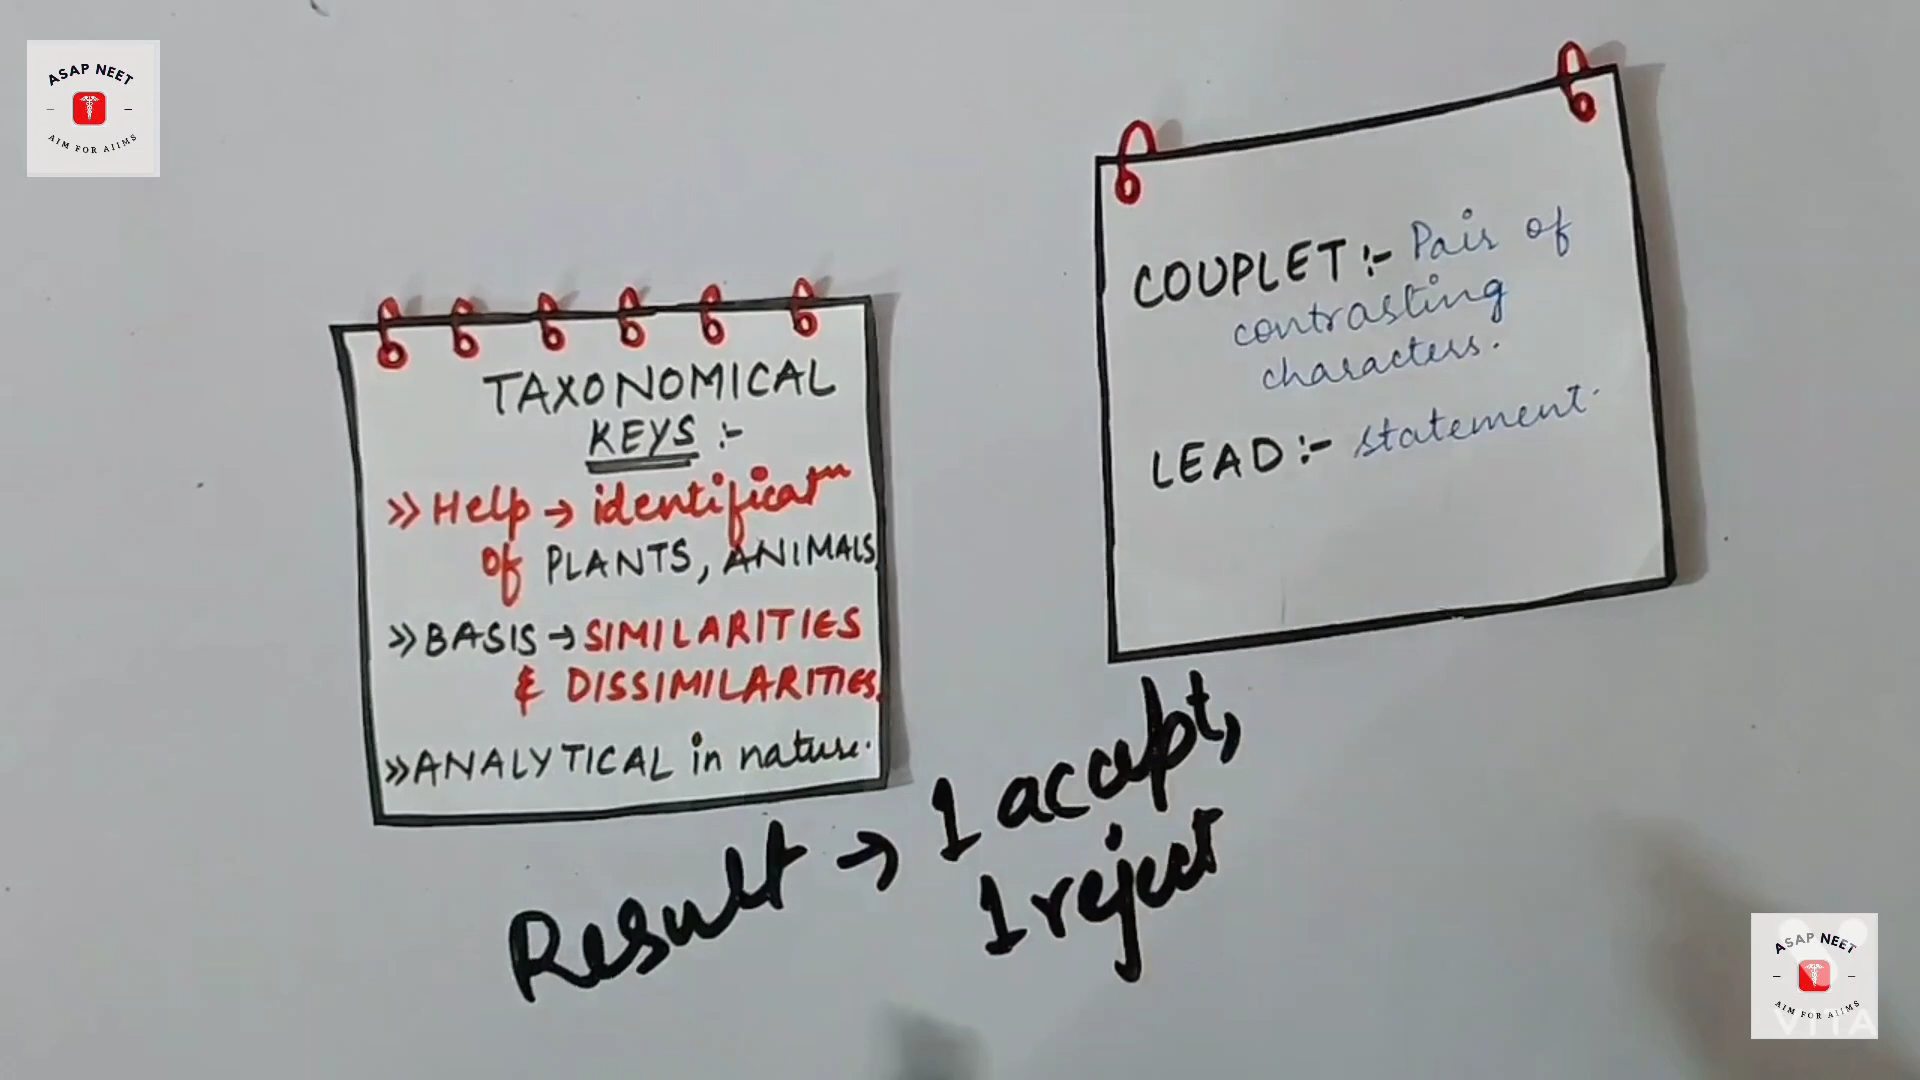 ASAP NEET
AIM FOR AIIMS
TAXONOMICAL
KEYS :-
» Help → identificatⁿ
of PLANTS, ANIMALS.
» BASIS → SIMILARITIES
& DISSIMILARITIES.
» ANALYTICAL in nature.
COUPLET :- Pair of
contrasting
characters.
LEAD :- statement.
Result → 1 accept,
1 reject
ASAP NEET
AIM FOR AIIMS
VITA